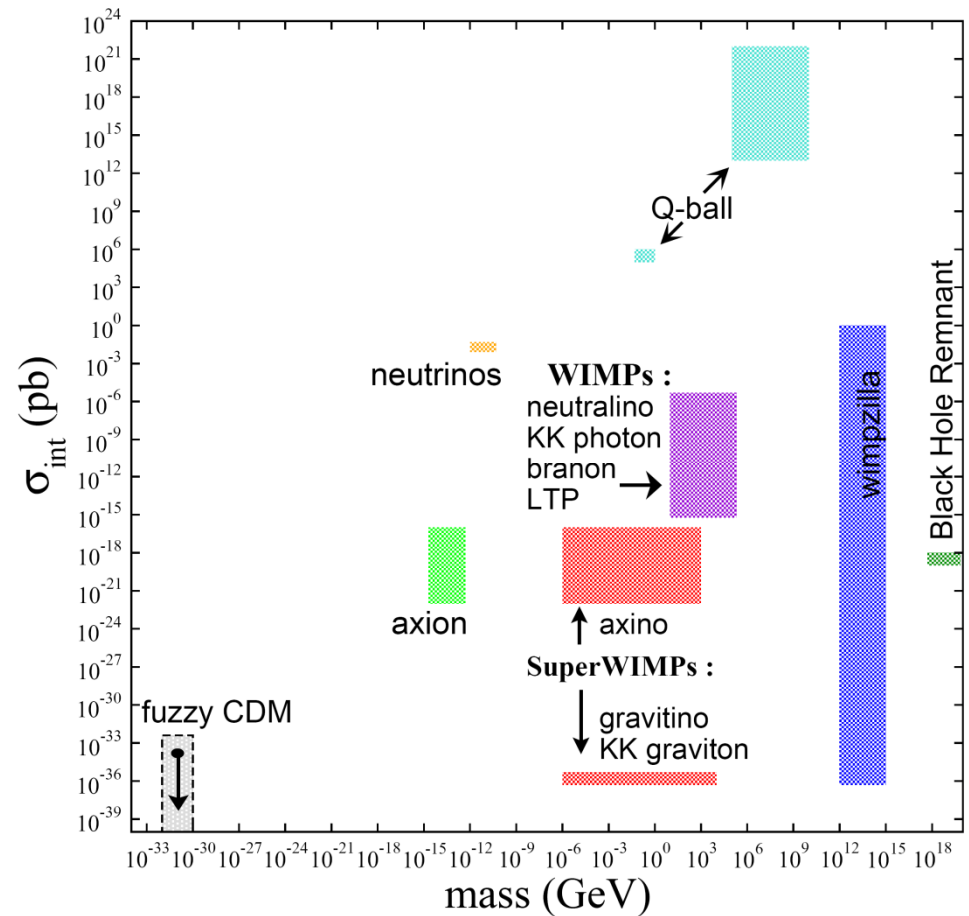 10^24
10^21
10^18
10^15
10^12
10^9
10^6
10^3
10^0
10^-3
10^-6
10^-9
10^-12
10^-15
10^-18
10^-21
10^-24
10^-27
10^-30
10^-33
10^-36
10^-39
σ_int (pb)
Q-ball
neutrinos
WIMPs :
neutralino
KK photon
branon
LTP
wimpzilla
Black Hole Remnant
axion
axino
SuperWIMPs :
gravitino
KK graviton
fuzzy CDM
10^-33 10^-30 10^-27 10^-24 10^-21 10^-18 10^-15 10^-12 10^-9 10^-6 10^-3 10^0 10^3 10^6 10^9 10^12 10^15 10^18
mass (GeV)